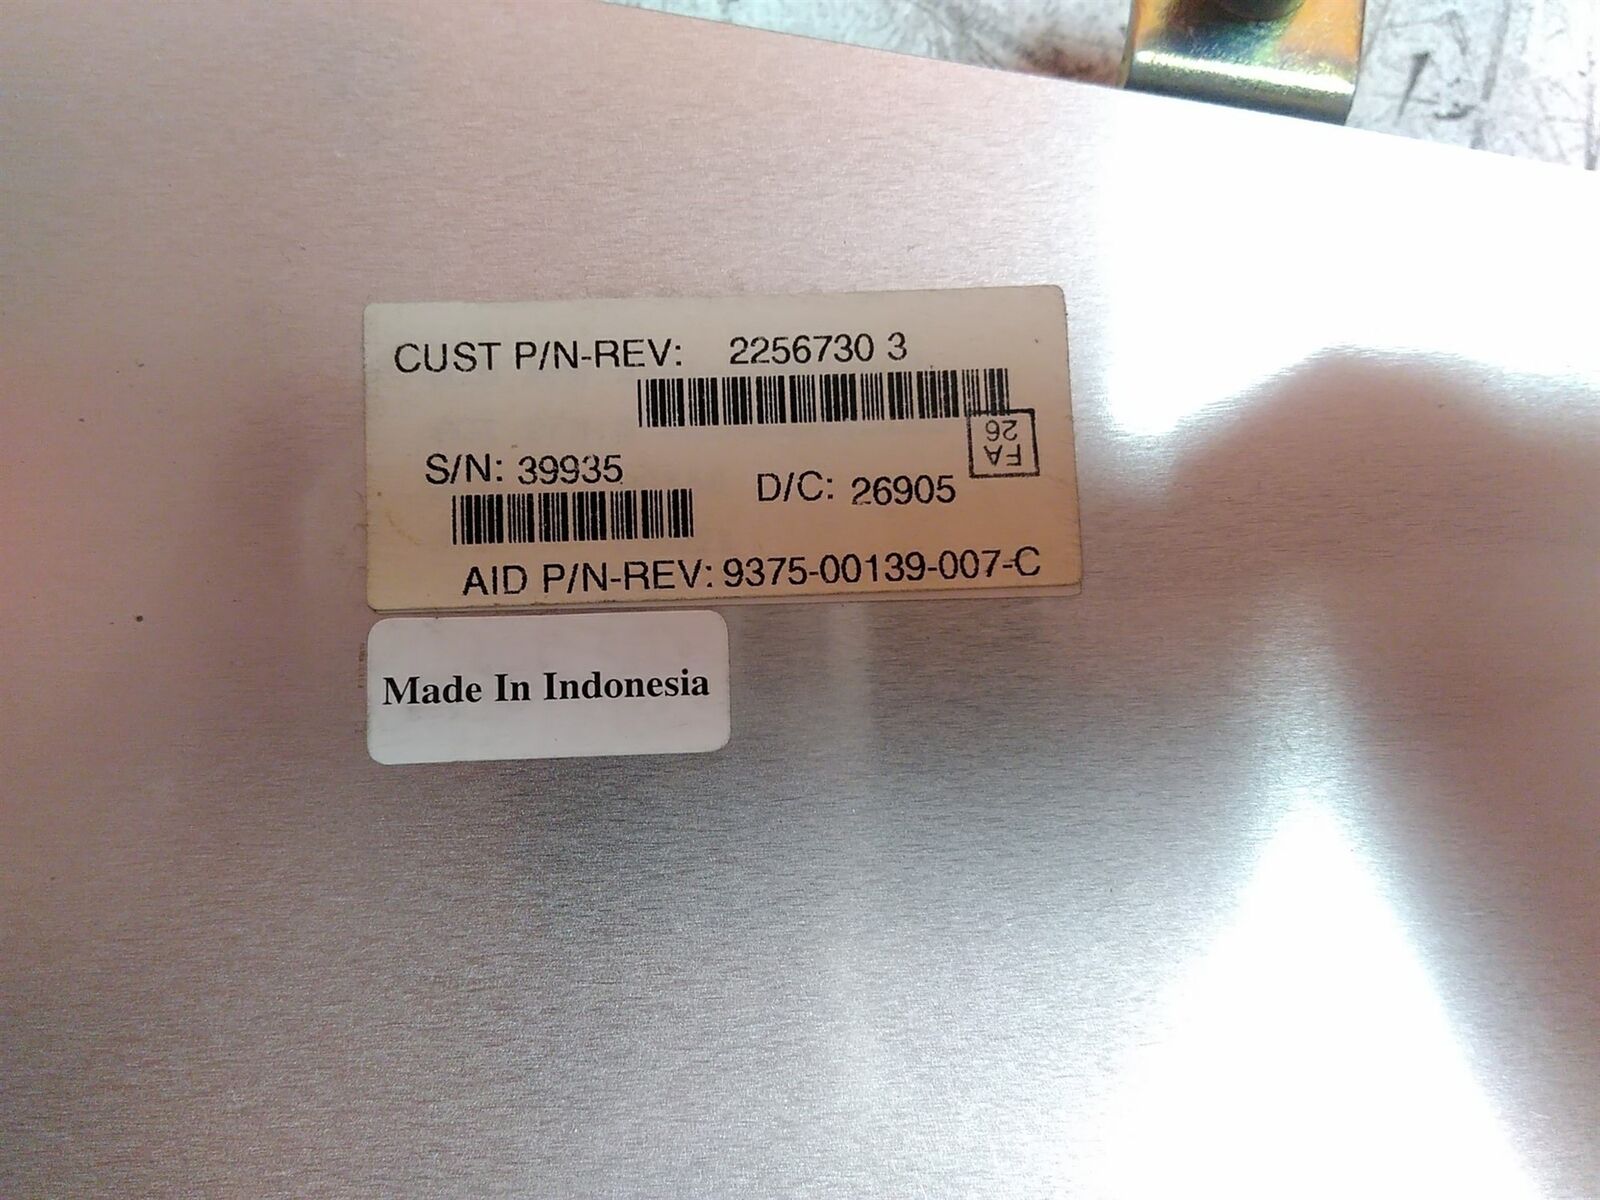 CUST P/N-REV: 2256730 3
FA
26
S/N: 39935
D/C: 26905
AID P/N-REV: 9375-00139-007-C
Made In Indonesia